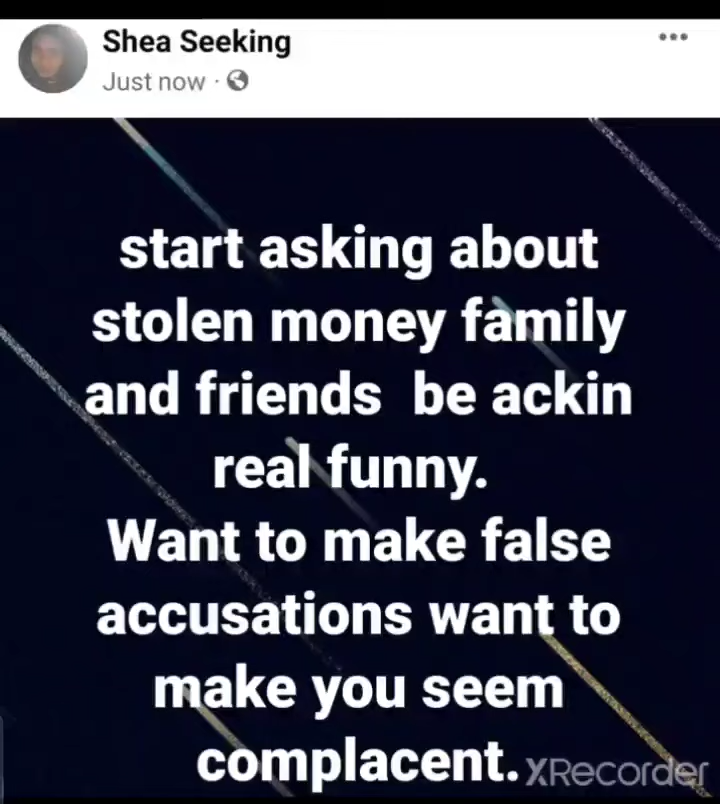 Shea Seeking
Just now ·
start asking about
stolen money family
and friends  be ackin
real funny.
Want to make false
accusations want to
make you seem
complacent.
XRecorder